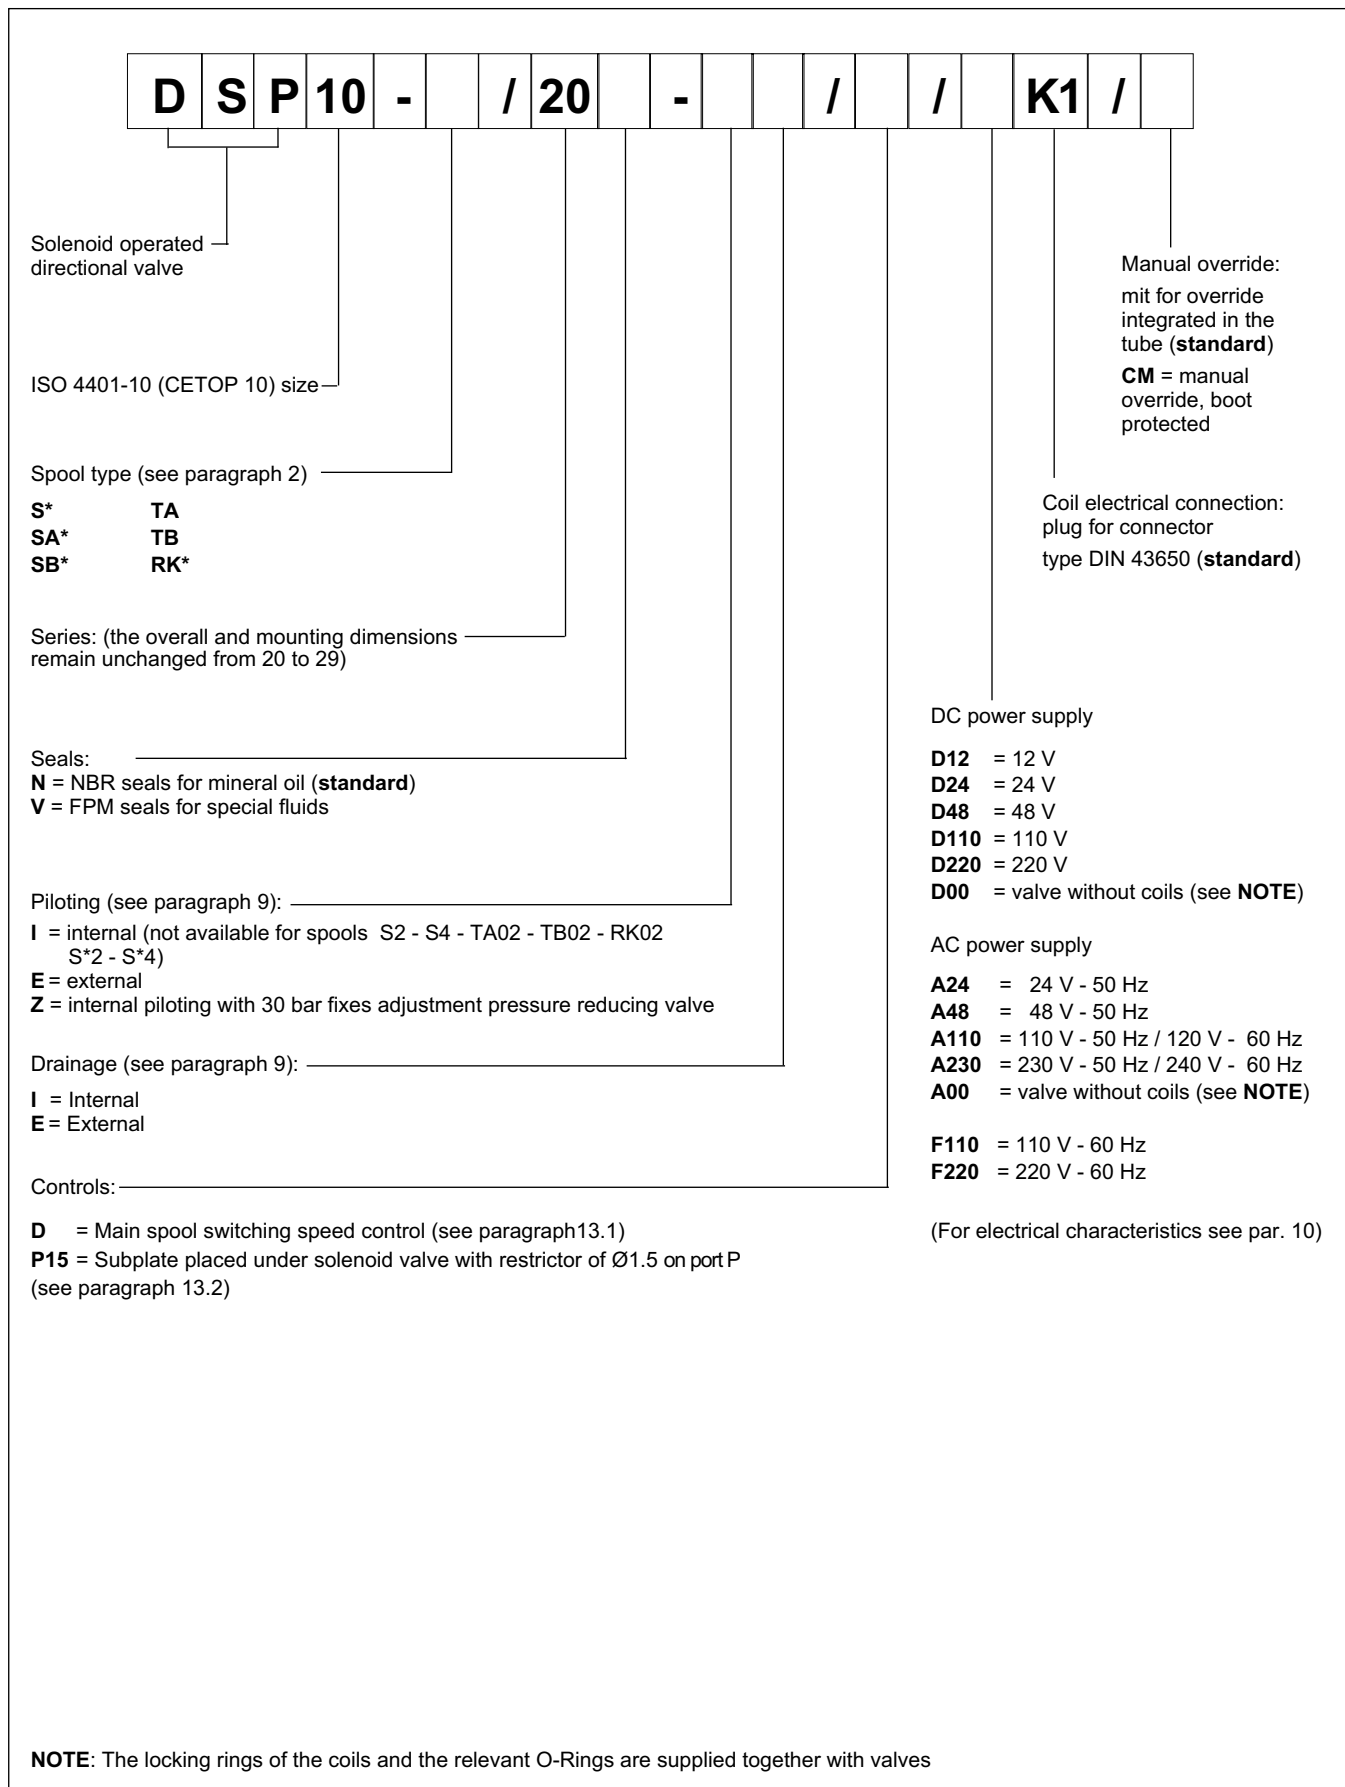 D S P 10 - / 20 - / / K1 /
Solenoid operated
directional valve
ISO 4401-10 (CETOP 10) size
Spool type (see paragraph 2)
S* TA
SA* TB
SB* RK*
Series: (the overall and mounting dimensions
remain unchanged from 20 to 29)
Seals:
N = NBR seals for mineral oil (standard)
V = FPM seals for special fluids
Piloting (see paragraph 9):
I = internal (not available for spools S2 - S4 - TA02 - TB02 - RK02
S*2 - S*4)
E = external
Z = internal piloting with 30 bar fixes adjustment pressure reducing valve
Drainage (see paragraph 9):
I = Internal
E = External
Controls:
D = Main spool switching speed control (see paragraph13.1)
P15 = Subplate placed under solenoid valve with restrictor of Ø1.5 on port P
(see paragraph 13.2)
Manual override:
mit for override
integrated in the
tube (standard)
CM = manual
override, boot
protected
Coil electrical connection:
plug for connector
type DIN 43650 (standard)
DC power supply
D12 = 12 V
D24 = 24 V
D48 = 48 V
D110 = 110 V
D220 = 220 V
D00 = valve without coils (see NOTE)
AC power supply
A24 = 24 V - 50 Hz
A48 = 48 V - 50 Hz
A110 = 110 V - 50 Hz / 120 V - 60 Hz
A230 = 230 V - 50 Hz / 240 V - 60 Hz
A00 = valve without coils (see NOTE)
F110 = 110 V - 60 Hz
F220 = 220 V - 60 Hz
(For electrical characteristics see par. 10)
NOTE: The locking rings of the coils and the relevant O-Rings are supplied together with valves